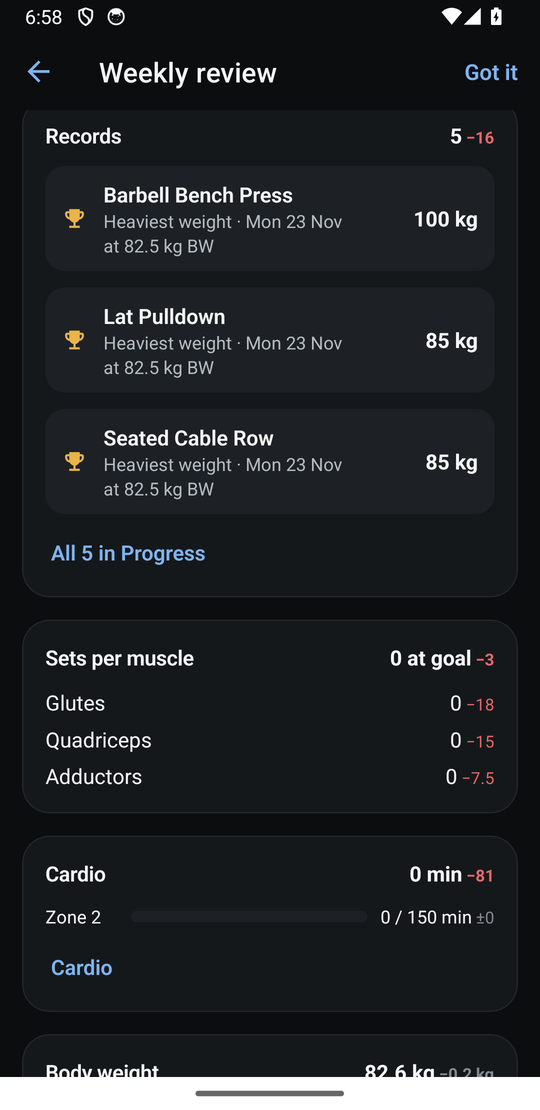 6:58
Weekly review
Got it
Records 5 −16
Barbell Bench Press
Heaviest weight · Mon 23 Nov
at 82.5 kg BW
100 kg
Lat Pulldown
Heaviest weight · Mon 23 Nov
at 82.5 kg BW
85 kg
Seated Cable Row
Heaviest weight · Mon 23 Nov
at 82.5 kg BW
85 kg
All 5 in Progress
Sets per muscle 0 at goal −3
Glutes 0 −18
Quadriceps 0 −15
Adductors 0 −7.5
Cardio 0 min −81
Zone 2 0 / 150 min ±0
Cardio
Body weight 82.6 kg −0.2 kg